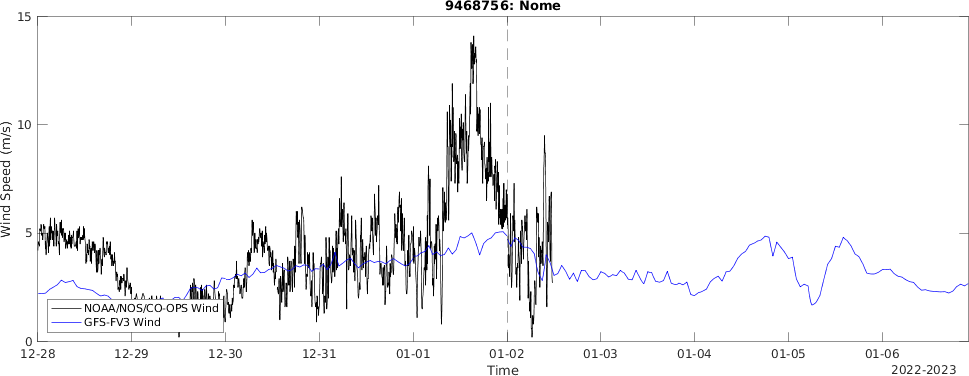 9468756: Nome
15
10
5
0
Wind Speed (m/s)
NOAA/NOS/CO-OPS Wind
GFS-FV3 Wind
12-28 12-29 12-30 12-31 01-01 01-02 01-03 01-04 01-05 01-06
Time
2022-2023